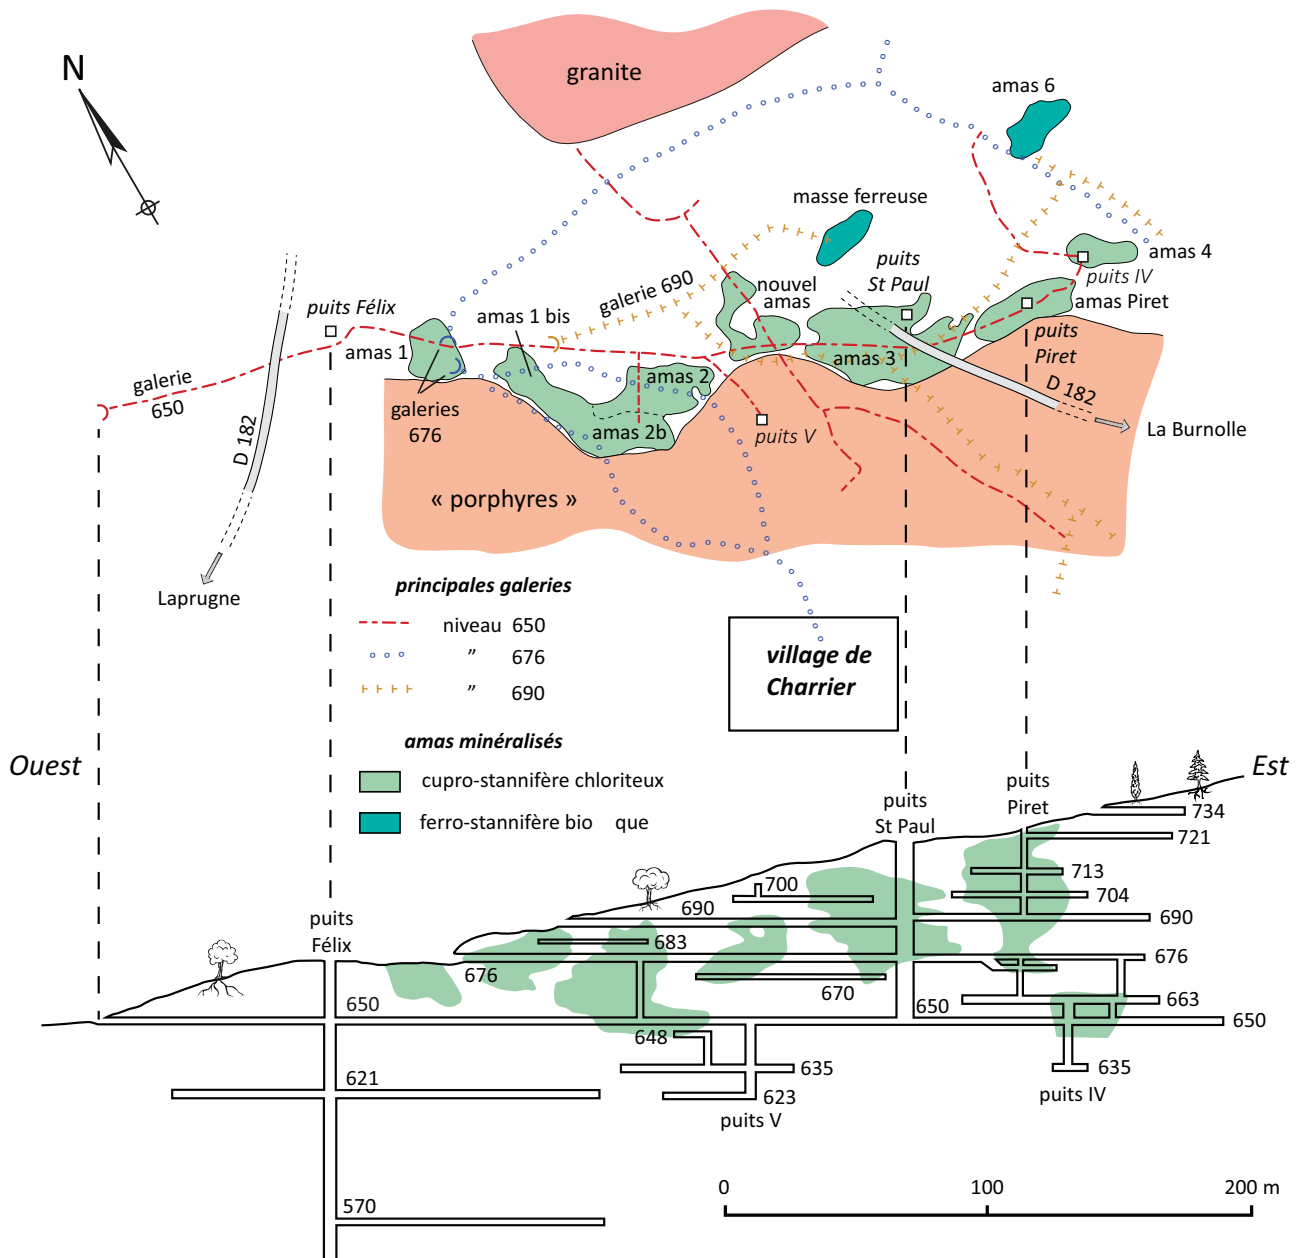 N
granite
amas 6
masse ferreuse
puits
St Paul
amas 4
puits IV
amas Piret
nouvel
amas
galerie 690
puits Félix
amas 1 bis
amas 1
puits
Piret
amas 3
amas 2
galerie
650
galeries
676
D 182
D 182
amas 2b
puits V
La Burnolle
« porphyres »
Laprugne
principales galeries
niveau 650
” 676
” 690
village de
Charrier
amas minéralisés
cupro-stannifère chloriteux
ferro-stannifère bio que
Ouest
Est
puits
Piret
puits
St Paul
734
721
713
700
704
690
690
puits
Félix
683
676
676
670
663
650
650
650
648
635
635
621
623
puits IV
puits V
570
0 100 200 m